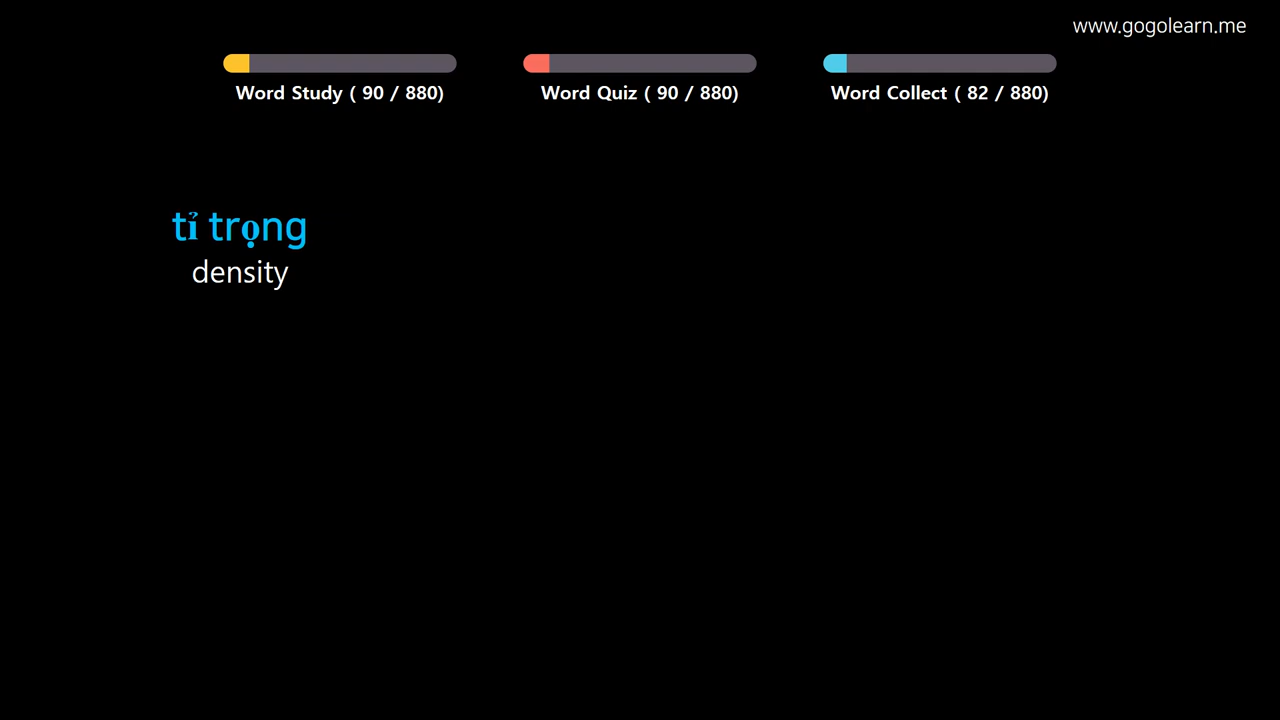 www.gogolearn.me
Word Study ( 90 / 880)
Word Quiz ( 90 / 880)
Word Collect ( 82 / 880)
tỉ trọng
density